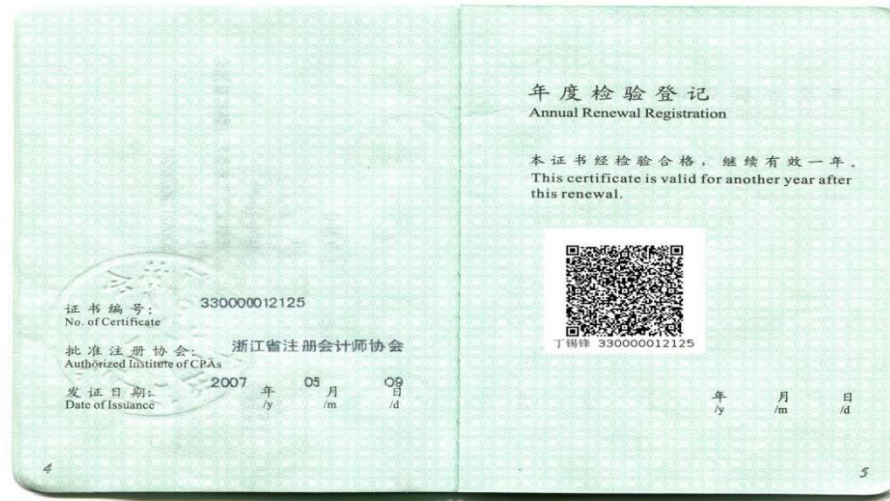 证书编号: 330000012125
No. of Certificate
批准注册协会: 浙江省注册会计师协会
Authorized Institute of CPAs
发证日期: 2007 年 05 月 09 日
Date of Issuance /y /m /d
4
年度检验登记
Annual Renewal Registration
本证书经检验合格，继续有效一年。
This certificate is valid for another year after
this renewal.
丁锡锋 330000012125
年 月 日
/y /m /d
5